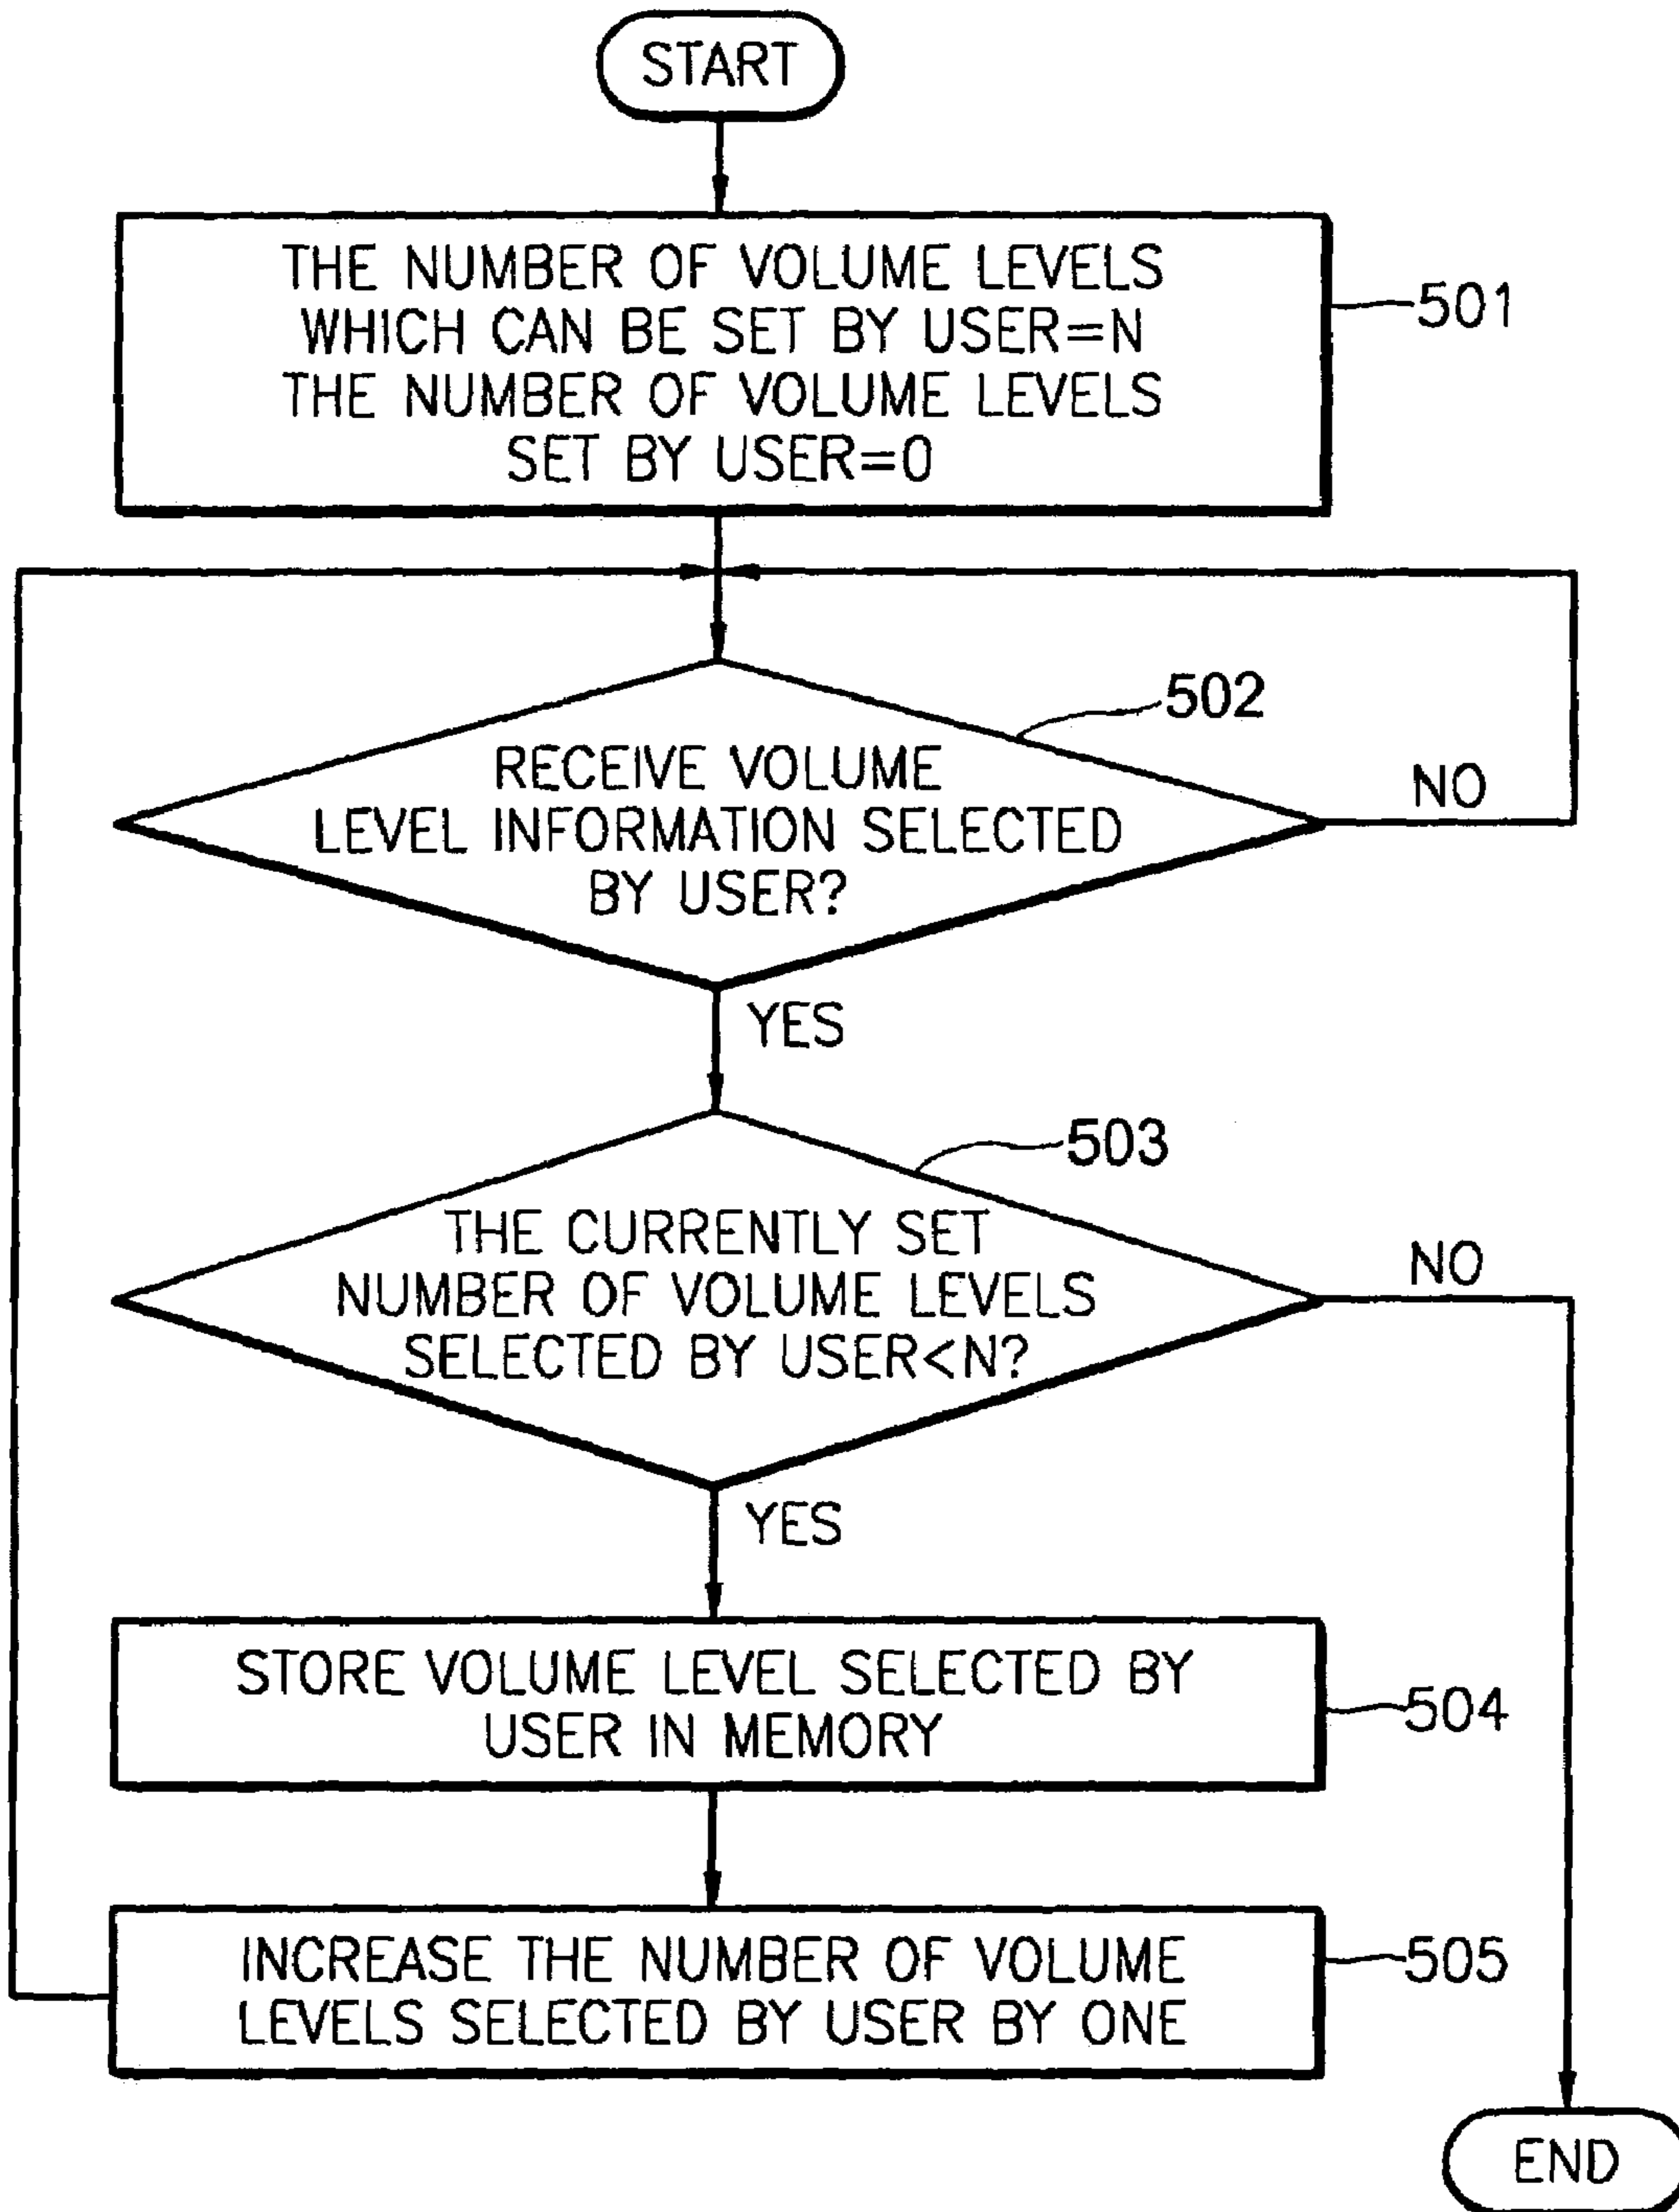 START
THE NUMBER OF VOLUME LEVELS
WHICH CAN BE SET BY USER=N
THE NUMBER OF VOLUME LEVELS
SET BY USER=0
501
502
RECEIVE VOLUME
LEVEL INFORMATION SELECTED
BY USER?
NO
YES
503
THE CURRENTLY SET
NUMBER OF VOLUME LEVELS
SELECTED BY USER<N?
NO
YES
STORE VOLUME LEVEL SELECTED BY
USER IN MEMORY
504
INCREASE THE NUMBER OF VOLUME
LEVELS SELECTED BY USER BY ONE
505
END